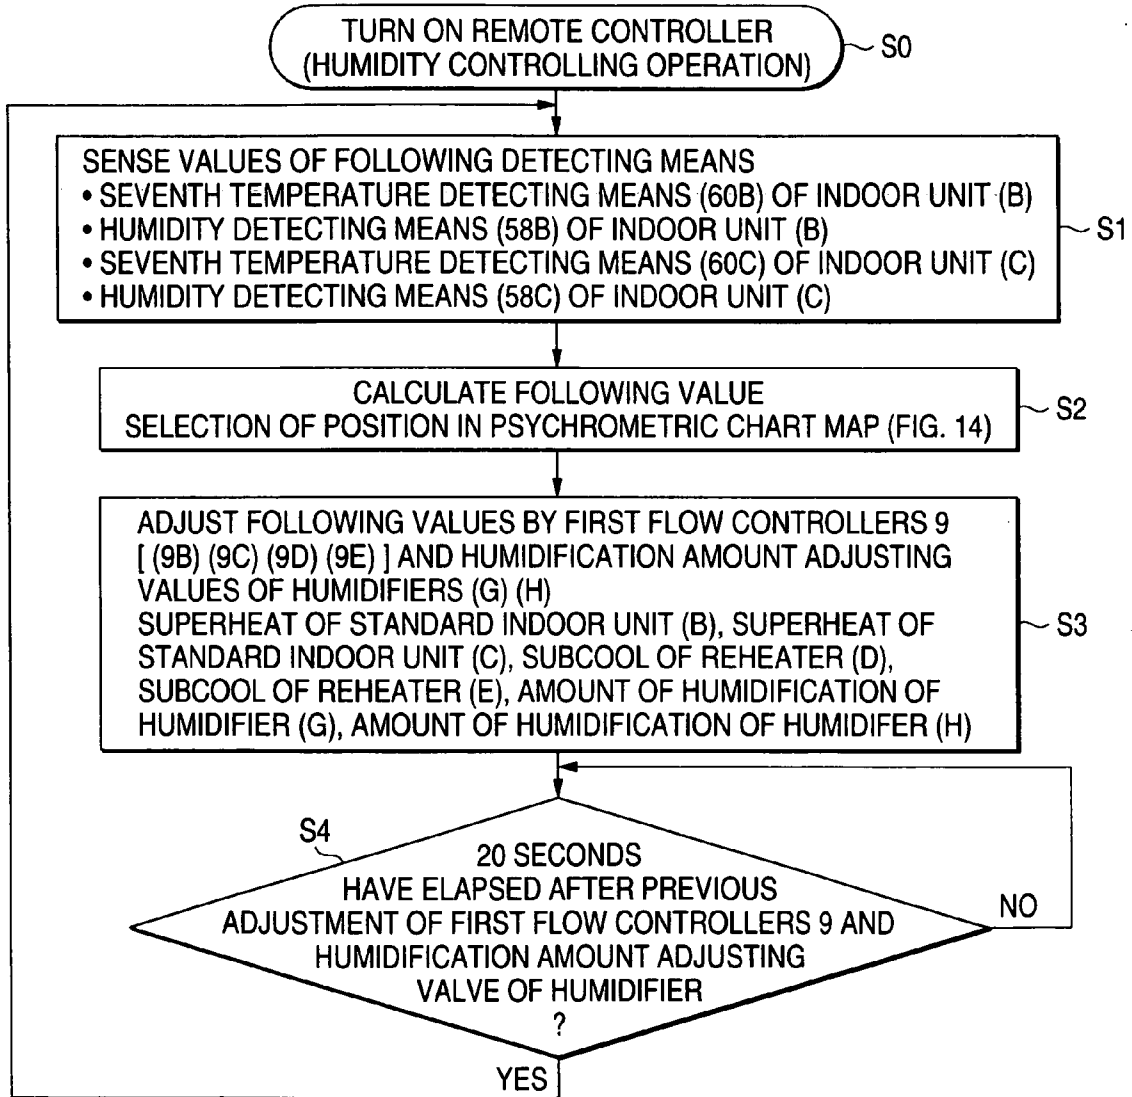 TURN ON REMOTE CONTROLLER
(HUMIDITY CONTROLLING OPERATION)
S0
SENSE VALUES OF FOLLOWING DETECTING MEANS
• SEVENTH TEMPERATURE DETECTING MEANS (60B) OF INDOOR UNIT (B)
• HUMIDITY DETECTING MEANS (58B) OF INDOOR UNIT (B)
• SEVENTH TEMPERATURE DETECTING MEANS (60C) OF INDOOR UNIT (C)
• HUMIDITY DETECTING MEANS (58C) OF INDOOR UNIT (C)
S1
CALCULATE FOLLOWING VALUE
SELECTION OF POSITION IN PSYCHROMETRIC CHART MAP (FIG. 14)
S2
ADJUST FOLLOWING VALUES BY FIRST FLOW CONTROLLERS 9
[ (9B) (9C) (9D) (9E) ] AND HUMIDIFICATION AMOUNT ADJUSTING
VALUES OF HUMIDIFIERS (G) (H)
SUPERHEAT OF STANDARD INDOOR UNIT (B), SUPERHEAT OF
STANDARD INDOOR UNIT (C), SUBCOOL OF REHEATER (D),
SUBCOOL OF REHEATER (E), AMOUNT OF HUMIDIFICATION OF
HUMIDIFIER (G), AMOUNT OF HUMIDIFICATION OF HUMIDIFER (H)
S3
S4
20 SECONDS
HAVE ELAPSED AFTER PREVIOUS
ADJUSTMENT OF FIRST FLOW CONTROLLERS 9 AND
HUMIDIFICATION AMOUNT ADJUSTING
VALVE OF HUMIDIFIER
?
NO
YES